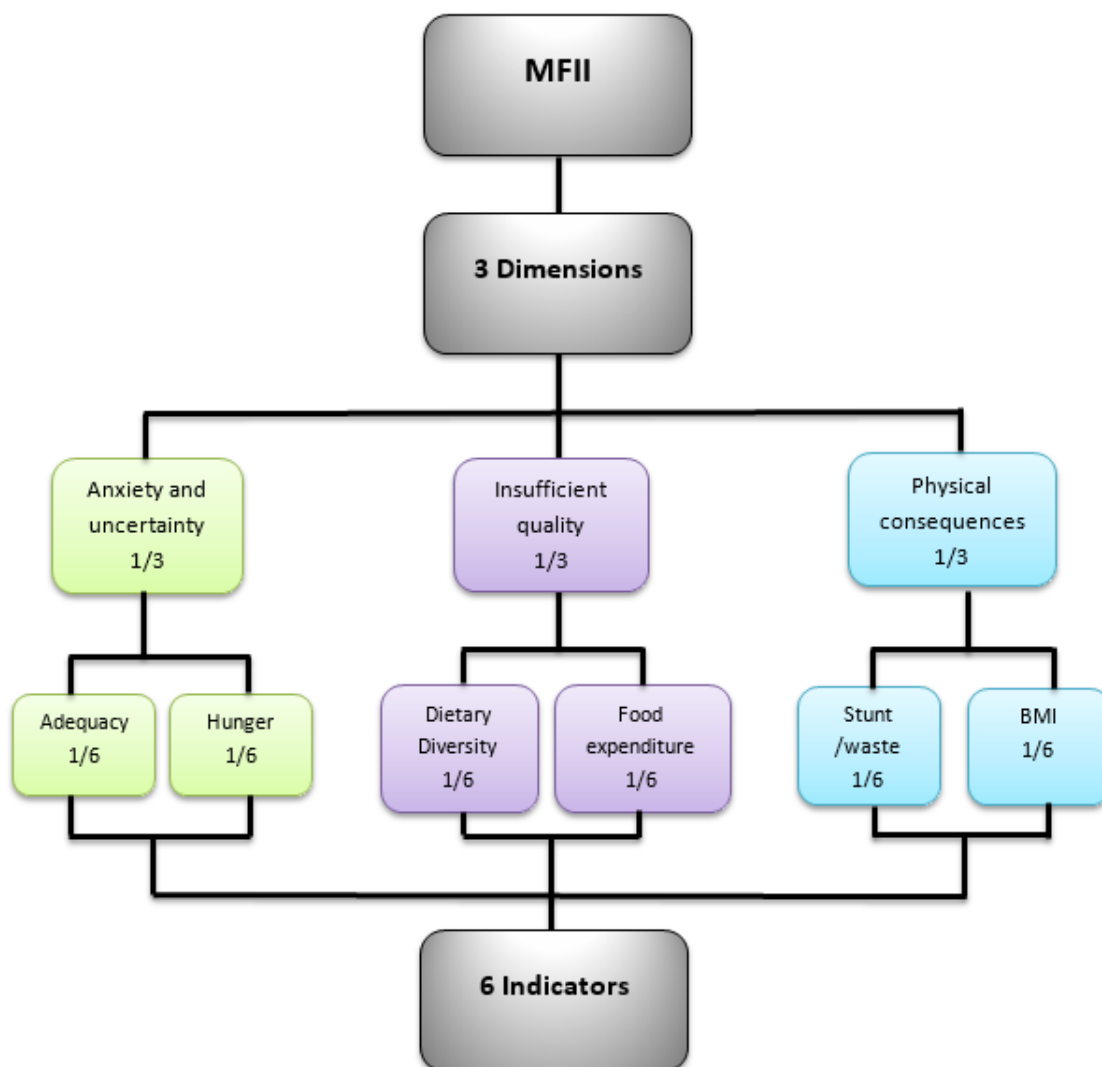 MFII
3 Dimensions
Anxiety and
uncertainty
1/3
Insufficient
quality
1/3
Physical
consequences
1/3
Adequacy
1/6
Hunger
1/6
Dietary
Diversity
1/6
Food
expenditure
1/6
Stunt
/waste
1/6
BMI
1/6
6 Indicators